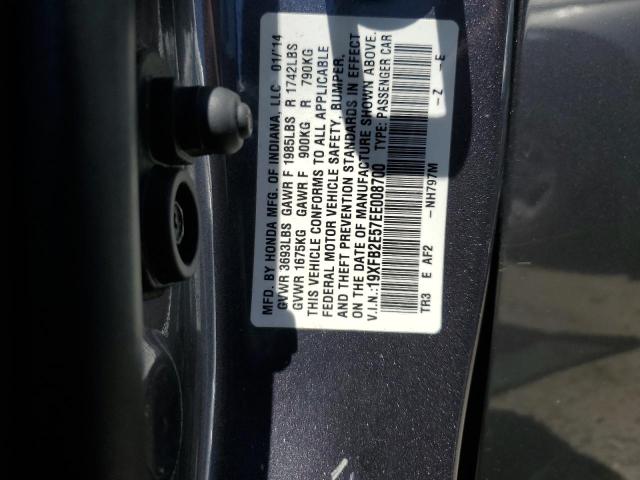 MFD. BY HONDA MFG. OF INDIANA, LLC 01/14
GVWR 3693LBS GAWR F 1985LBS R 1742LBS
GVWR 1675KG GAWR F 900KG R 790KG
THIS VEHICLE CONFORMS TO ALL APPLICABLE
FEDERAL MOTOR VEHICLE SAFETY, BUMPER,
AND THEFT PREVENTION STANDARDS IN EFFECT
ON THE DATE OF MANUFACTURE SHOWN ABOVE.
V.I.N.:19XFB2E57EE008700 TYPE: PASSENGER CAR
TR3 E AF2 -NH797M -Z -E